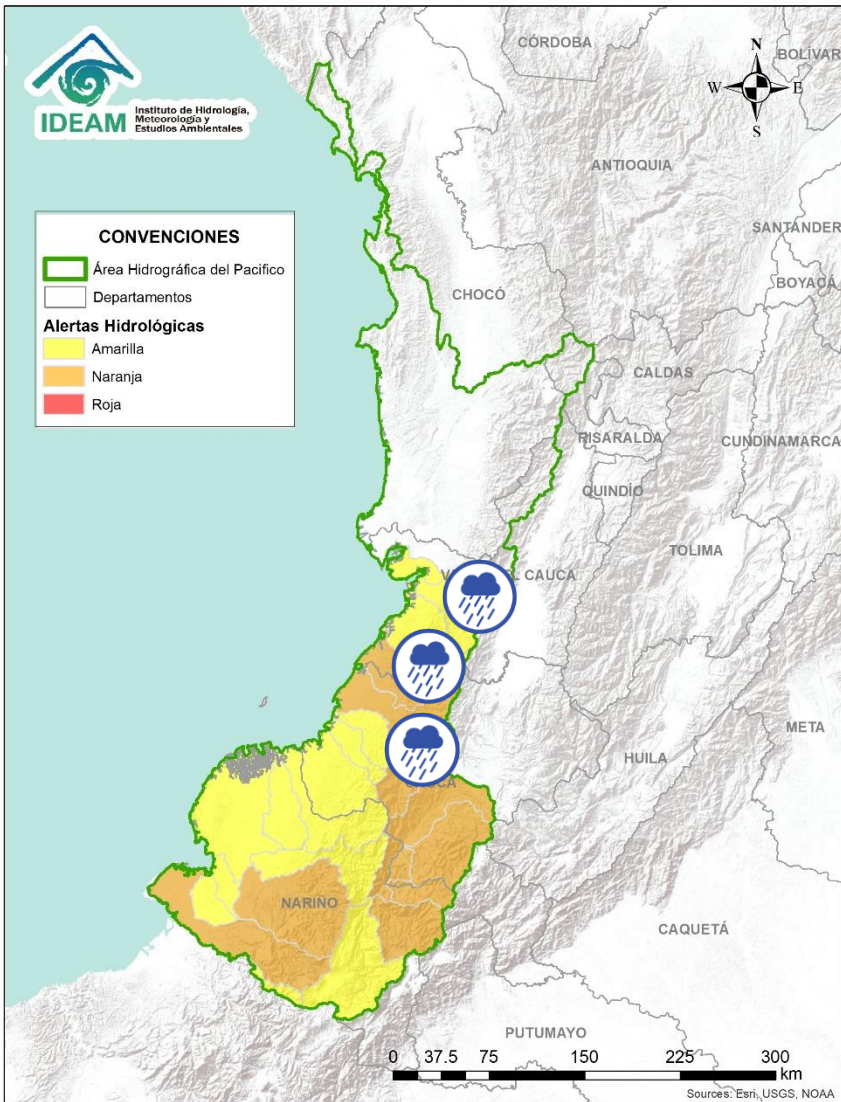 IDEAM
Instituto de Hidrología,
Meteorología y
Estudios Ambientales
CÓRDOBA
BOLÍVAR
N
W
E
S
ANTIOQUIA
SANTANDER
BOYACÁ
CHOCÓ
CONVENCIONES
Área Hidrográfica del Pacifico
Departamentos
Alertas Hidrológicas
Amarilla
Naranja
Roja
CALDAS
RISARALDA
CUNDINAMARCA
QUINDÍO
TOLIMA
CAUCA
META
HUILA
NARIÑO
CAQUETÁ
PUTUMAYO
0 37.5 75 150 225 300
km
Sources: Esri, USGS, NOAA